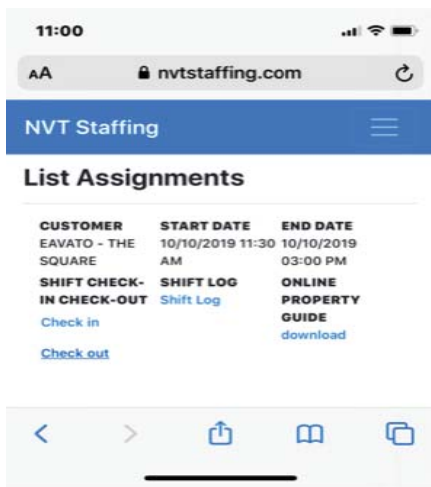 11:00
AA nvtstaffing.com
NVT Staffing
List Assignments
CUSTOMER START DATE END DATE
EAVATO - THE 10/10/2019 11:30 10/10/2019
SQUARE AM 03:00 PM
SHIFT CHECK- SHIFT LOG ONLINE
IN CHECK-OUT Shift Log PROPERTY
Check in GUIDE
download
Check out